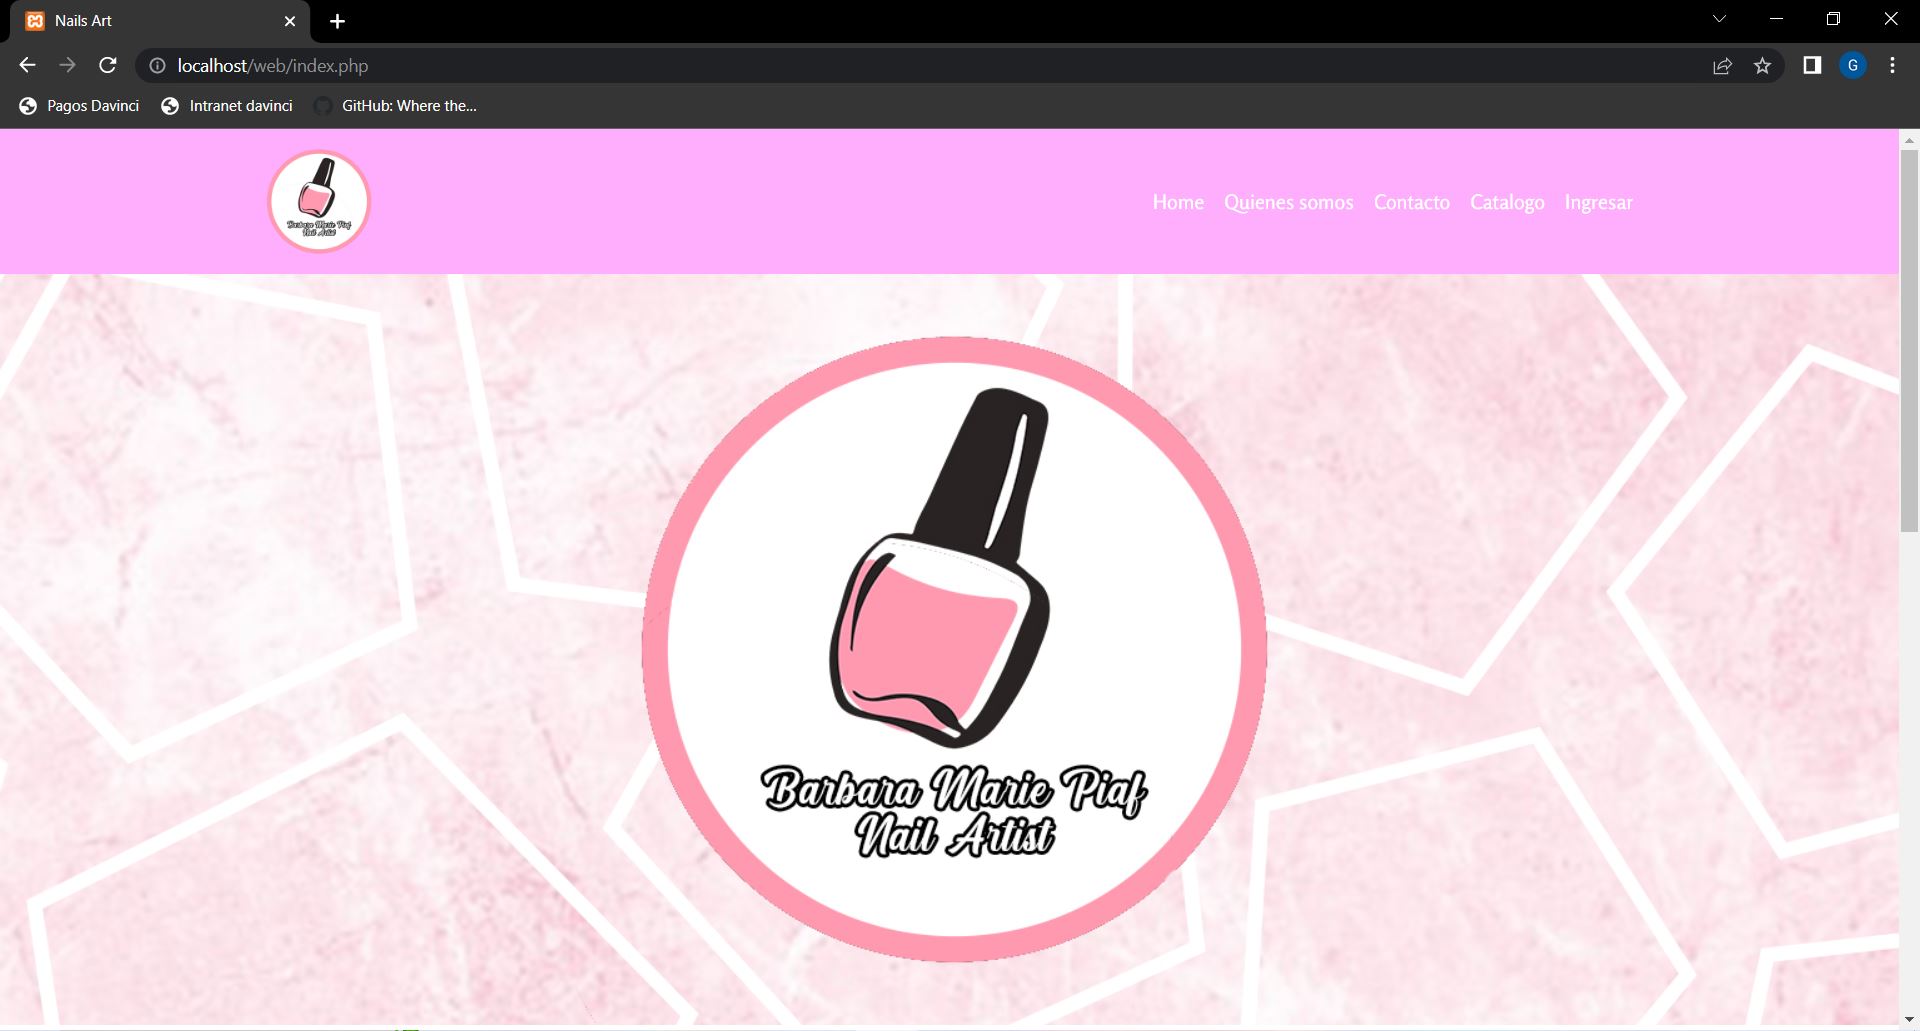 Nails Art
localhost/web/index.php
G
Pagos Davinci
Intranet davinci
GitHub: Where the...
Barbara Marie Piaf
Nail Artist
Home
Quienes somos
Contacto
Catalogo
Ingresar
Barbara Marie Piaf
Nail Artist